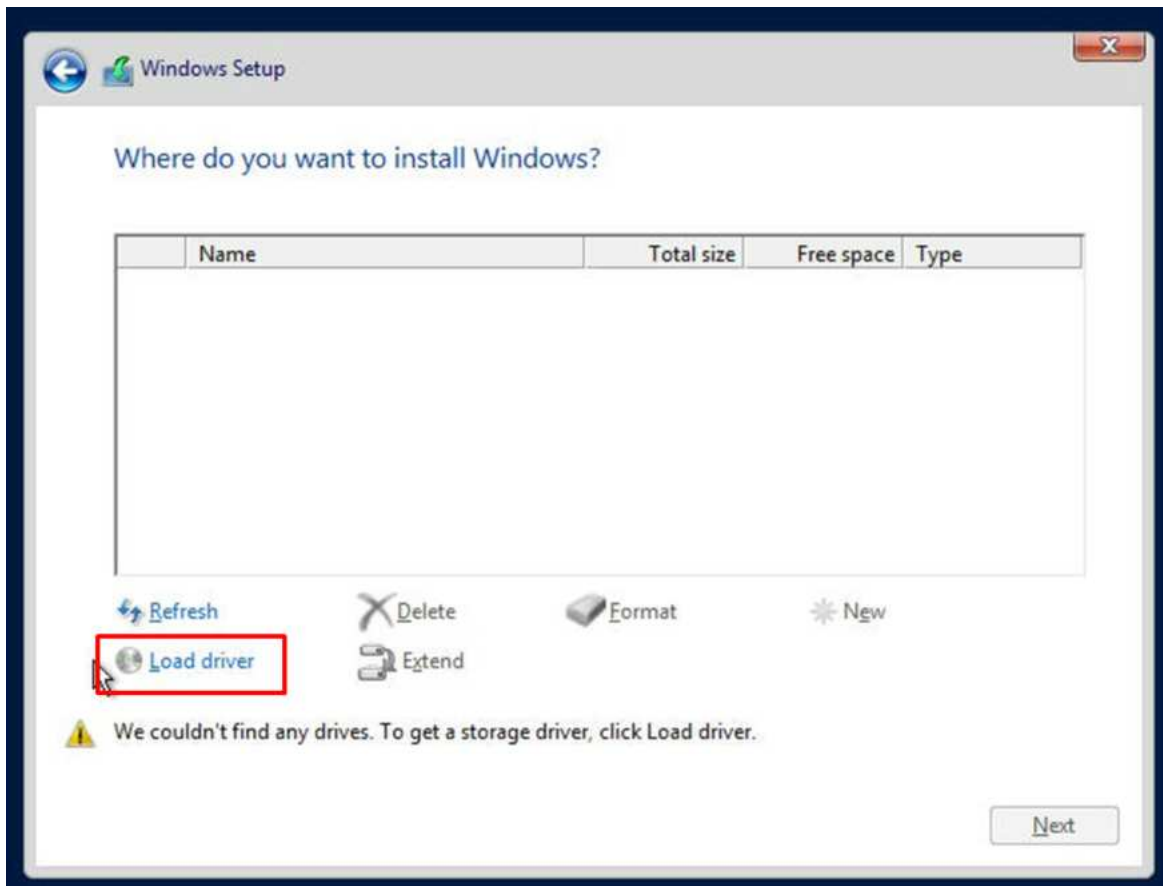 Windows Setup
Where do you want to install Windows?
Name Total size Free space Type
Refresh Delete Format New
Load driver Extend
We couldn't find any drives. To get a storage driver, click Load driver.
Next